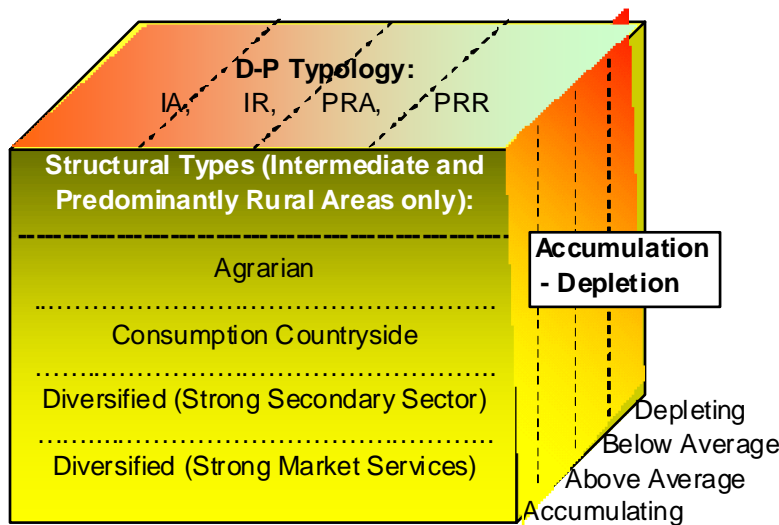 D-P Typology:
IA, IR, PRA, PRR
Structural Types (Intermediate and
Predominantly Rural Areas only):
Agrarian
Consumption Countryside
Diversified (Strong Secondary Sector)
Diversified (Strong Market Services)
Accumulation
- Depletion
Depleting
Below Average
Above Average
Accumulating